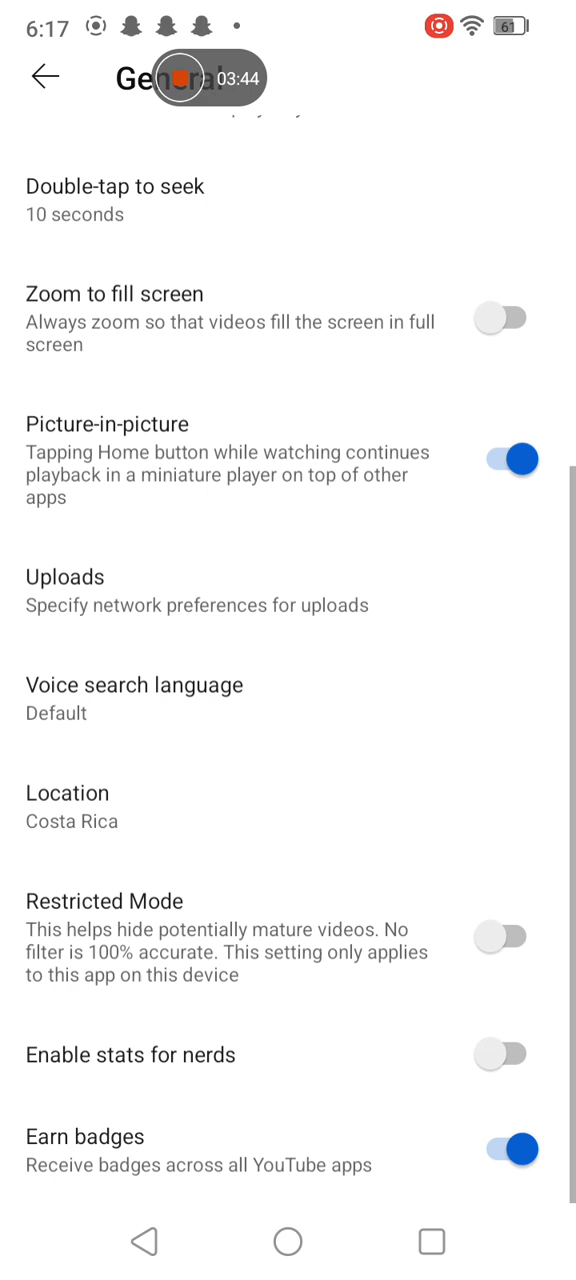 6:17
61
General
03:44
Double-tap to seek
10 seconds
Zoom to fill screen
Always zoom so that videos fill the screen in full
screen
Picture-in-picture
Tapping Home button while watching continues
playback in a miniature player on top of other
apps
Uploads
Specify network preferences for uploads
Voice search language
Default
Location
Costa Rica
Restricted Mode
This helps hide potentially mature videos. No
filter is 100% accurate. This setting only applies
to this app on this device
Enable stats for nerds
Earn badges
Receive badges across all YouTube apps